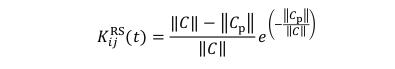 K_{ij}^{RS}(t) = \frac{‖C‖ − ‖C_p‖}{‖C‖} e^{\left(−\frac{‖C_p‖}{‖C‖}\right)}